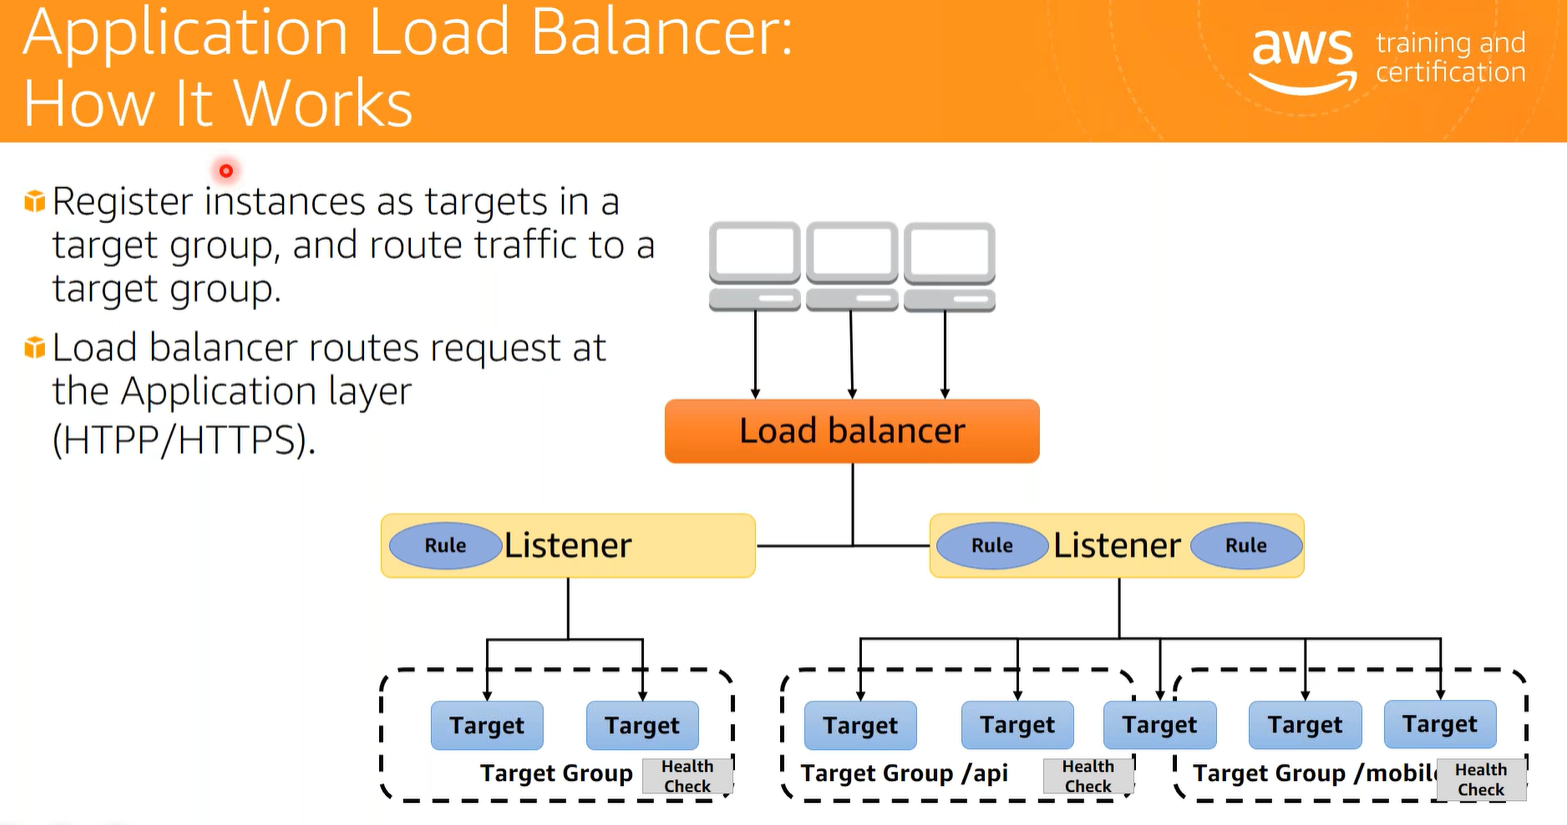 Application Load Balancer:
How It Works
aws training and
certification
Register instances as targets in a
target group, and route traffic to a
target group.
Load balancer routes request at
the Application layer
(HTPP/HTTPS).
Load balancer
Rule Listener
Rule Listener Rule
Target Target
Target Target Target Target Target
Target Group Health
Check
Target Group /api Health
Check
Target Group /mobile Health
Check